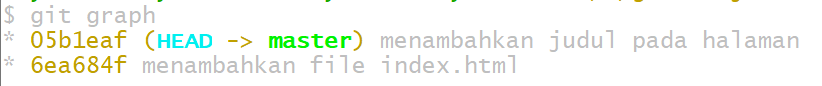 $ git graph
* 05b1eaf (HEAD -> master) menambahkan judul pada halaman
* 6ea684f menambahkan file index.html